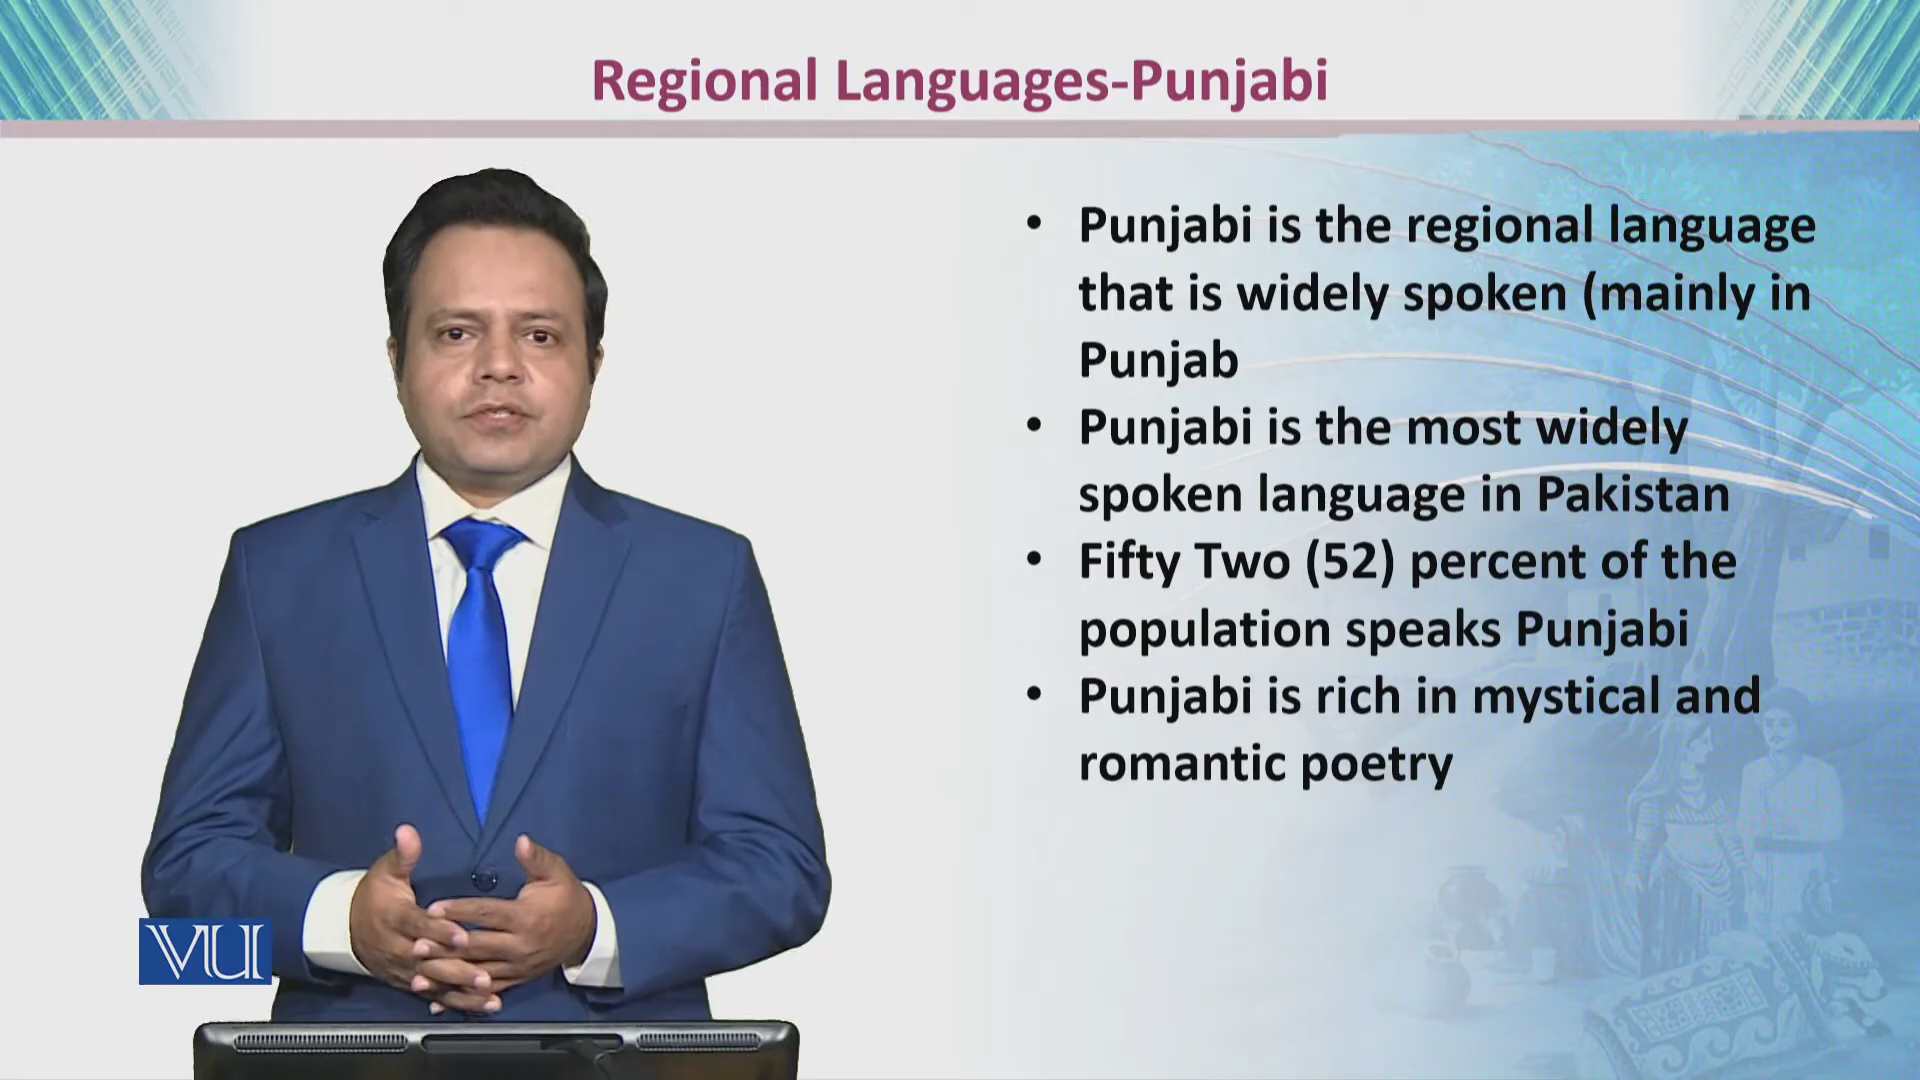 Regional Languages-Punjabi
• Punjabi is the regional language
that is widely spoken (mainly in
Punjab
• Punjabi is the most widely
spoken language in Pakistan
• Fifty Two (52) percent of the
population speaks Punjabi
• Punjabi is rich in mystical and
romantic poetry
VU